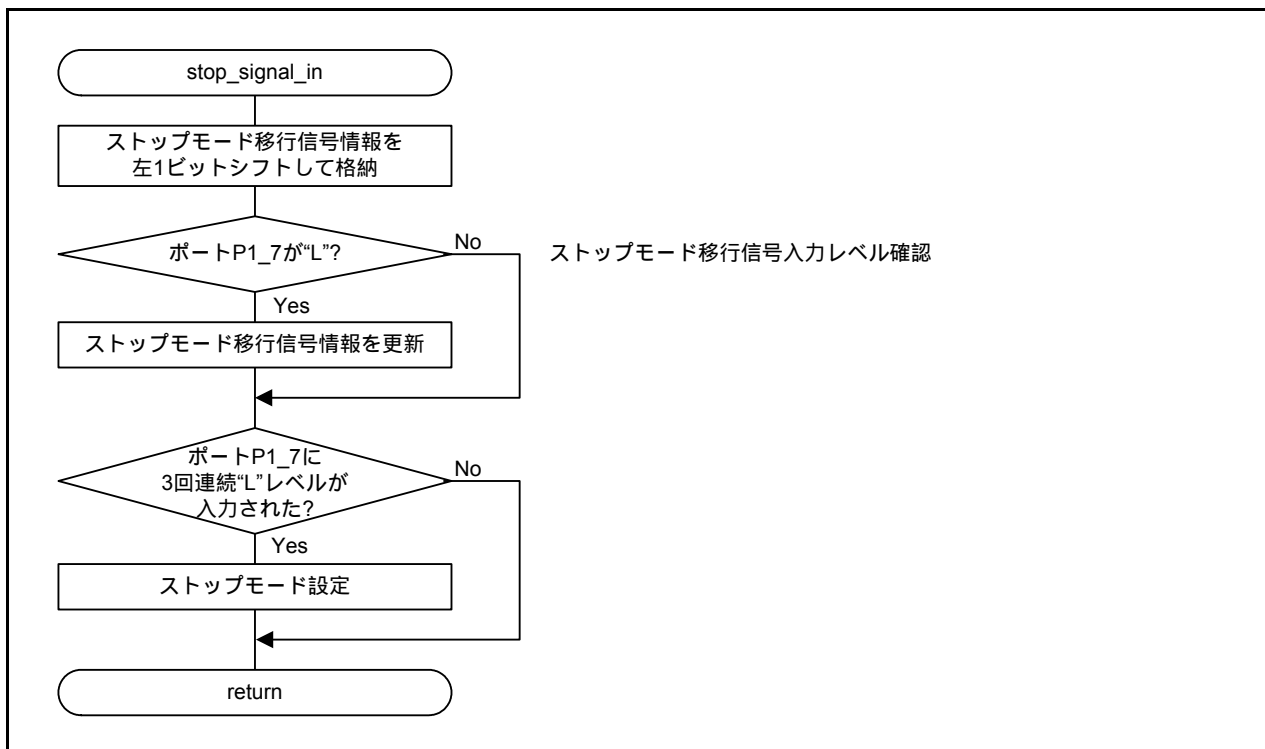 stop_signal_in
ストップモード移行信号情報を
左1ビットシフトして格納
ポートP1_7が“L”?
No
ストップモード移行信号入力レベル確認
Yes
ストップモード移行信号情報を更新
ポートP1_7に
3回連続“L”レベルが
入力された?
No
Yes
ストップモード設定
return